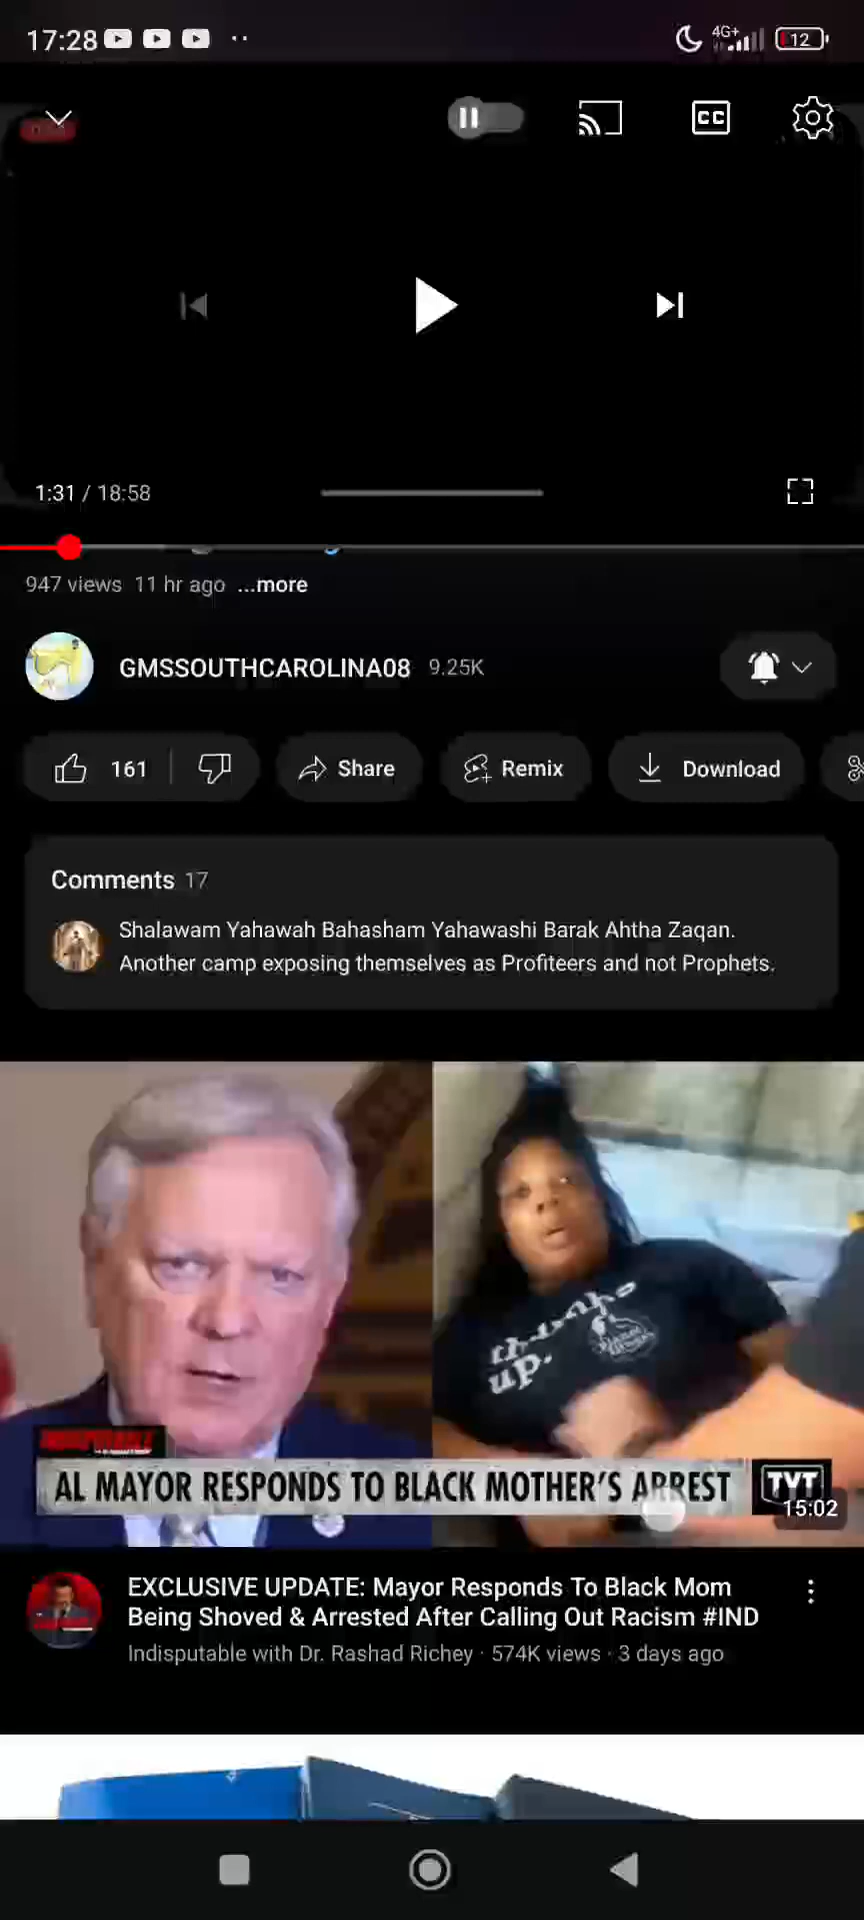 17:28
4G+
12
CC
1:31 / 18:58
947 views 11 hr ago ...more
GMSSOUTHCAROLINA08 9.25K
161
Share
Remix
Download
Comments 17
Shalawam Yahawah Bahasham Yahawashi Barak Ahtha Zaqan.
Another camp exposing themselves as Profiteers and not Prophets.
up.
AL MAYOR RESPONDS TO BLACK MOTHER'S ARREST
TYT
15:02
EXCLUSIVE UPDATE: Mayor Responds To Black Mom
Being Shoved & Arrested After Calling Out Racism #IND
Indisputable with Dr. Rashad Richey · 574K views · 3 days ago